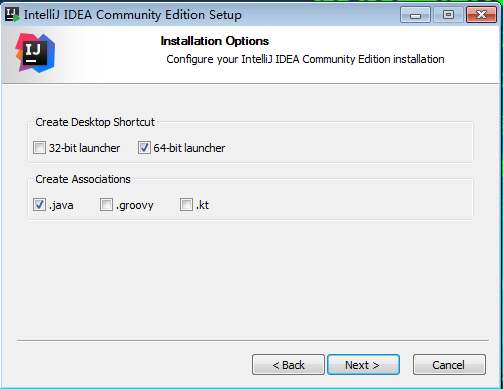 IntelliJ IDEA Community Edition Setup
IJ
Installation Options
Configure your IntelliJ IDEA Community Edition installation
Create Desktop Shortcut
32-bit launcher 64-bit launcher
Create Associations
.java .groovy .kt
< Back Next > Cancel